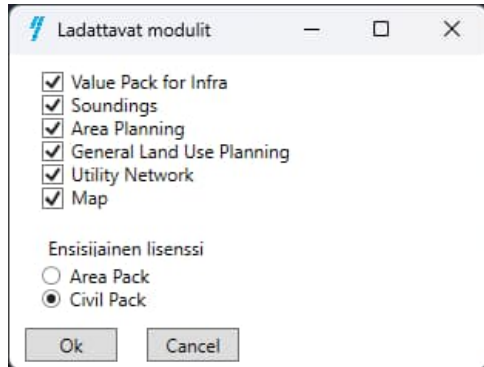 Ladattavat modulit
Value Pack for Infra
Soundings
Area Planning
General Land Use Planning
Utility Network
Map
Ensisijainen lisenssi
Area Pack
Civil Pack
Ok Cancel